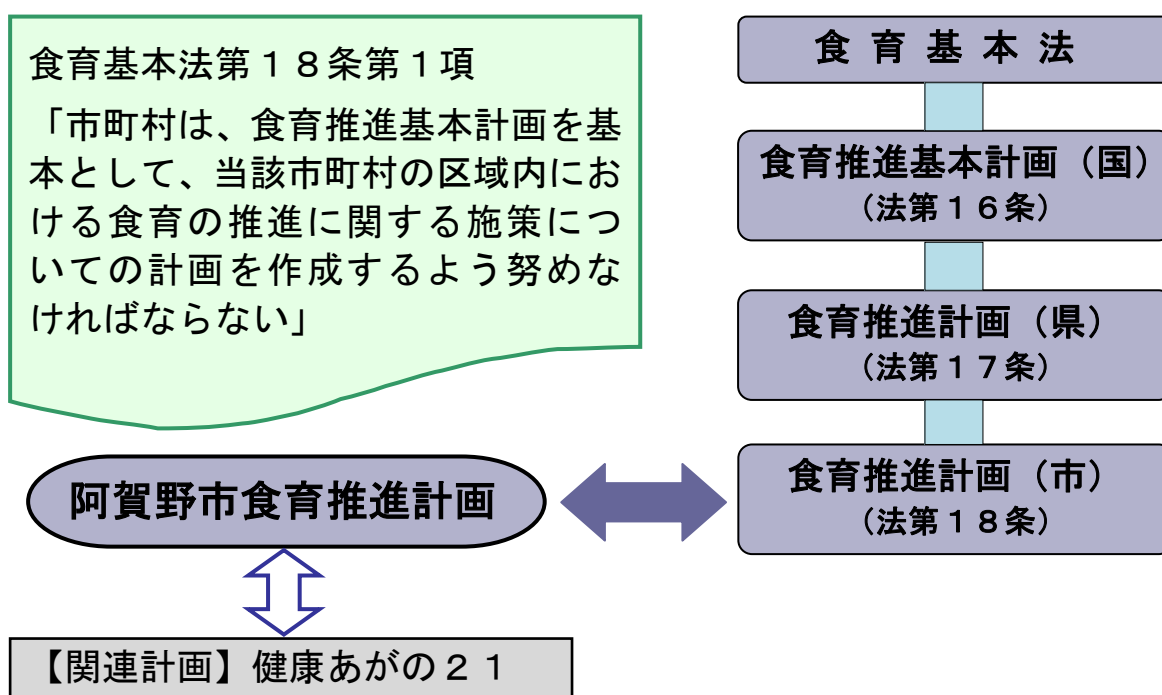 食育基本法第１８条第１項
「市町村は、食育推進基本計画を基
本として、当該市町村の区域内にお
ける食育の推進に関する施策につ
いての計画を作成するよう努めな
ければならない」
食 育 基 本 法
食育推進基本計画（国）
（法第１６条）
食育推進計画（県）
（法第１７条）
食育推進計画（市）
（法第１８条）
阿賀野市食育推進計画
【関連計画】健康あがの２１